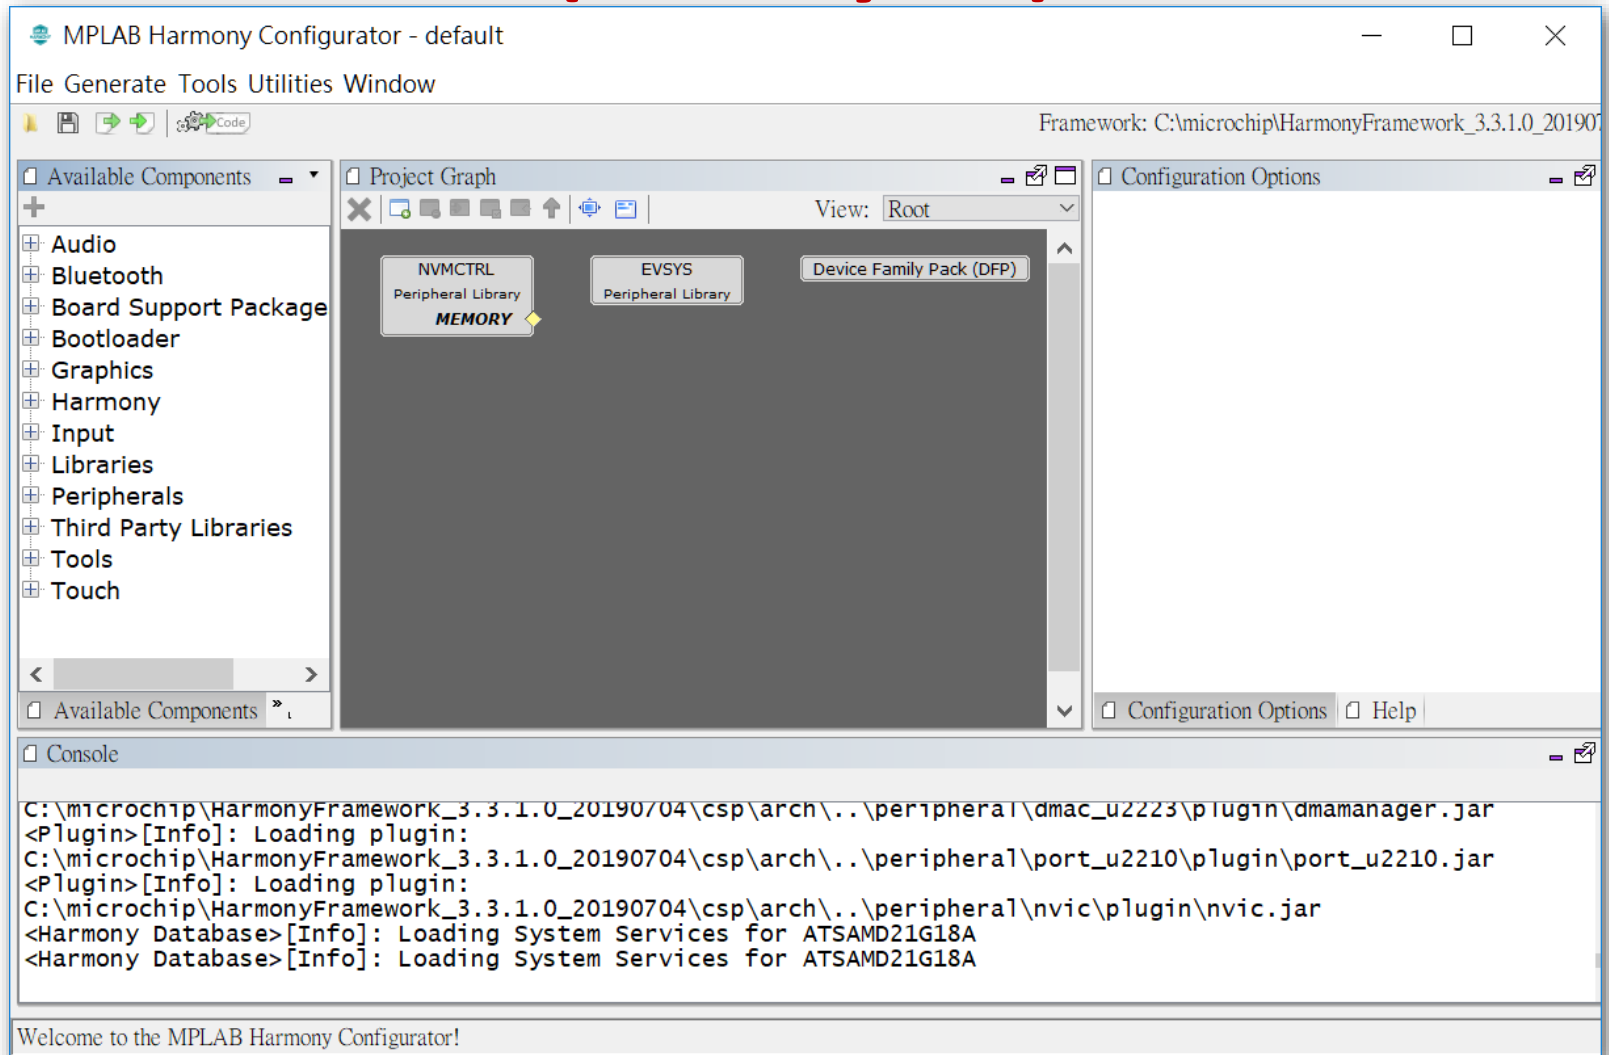 MPLAB Harmony Configurator - default
File Generate Tools Utilities Window
Code
Framework: C:\microchip\HarmonyFramework_3.3.1.0_20190
Available Components
Project Graph
Configuration Options
View: Root
Audio
Bluetooth
Board Support Package
Bootloader
Graphics
Harmony
Input
Libraries
Peripherals
Third Party Libraries
Tools
Touch
NVMCTRL
Peripheral Library
MEMORY
EVSYS
Peripheral Library
Device Family Pack (DFP)
Available Components
Configuration Options
Help
Console
C:\microchip\HarmonyFramework_3.3.1.0_20190704\csp\arch\..\peripheral\dmac_u2223\plugin\dmamanager.jar
<Plugin>[Info]: Loading plugin:
C:\microchip\HarmonyFramework_3.3.1.0_20190704\csp\arch\..\peripheral\port_u2210\plugin\port_u2210.jar
<Plugin>[Info]: Loading plugin:
C:\microchip\HarmonyFramework_3.3.1.0_20190704\csp\arch\..\peripheral\nvic\plugin\nvic.jar
<Harmony Database>[Info]: Loading System Services for ATSAMD21G18A
<Harmony Database>[Info]: Loading System Services for ATSAMD21G18A
Welcome to the MPLAB Harmony Configurator!